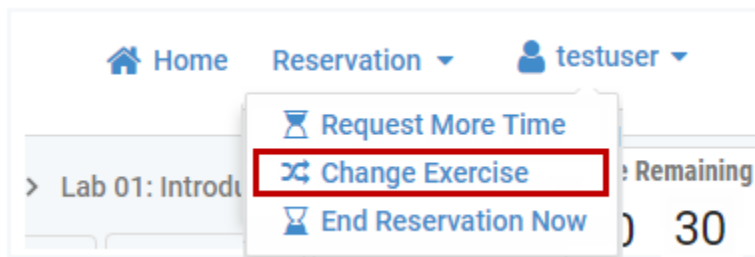 Home Reservation testuser
Request More Time
Change Exercise
Lab 01: Introdu
Remaining
End Reservation Now
30